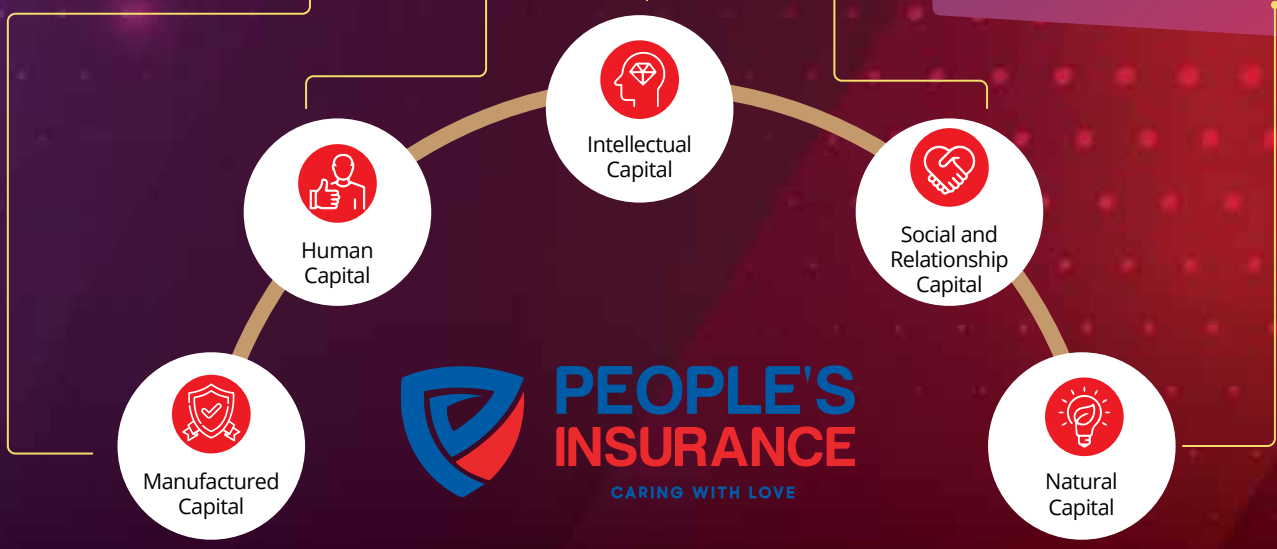 Intellectual
Capital
Human
Capital
Social and
Relationship
Capital
Manufactured
Capital
PEOPLE'S
INSURANCE
CARING WITH LOVE
Natural
Capital